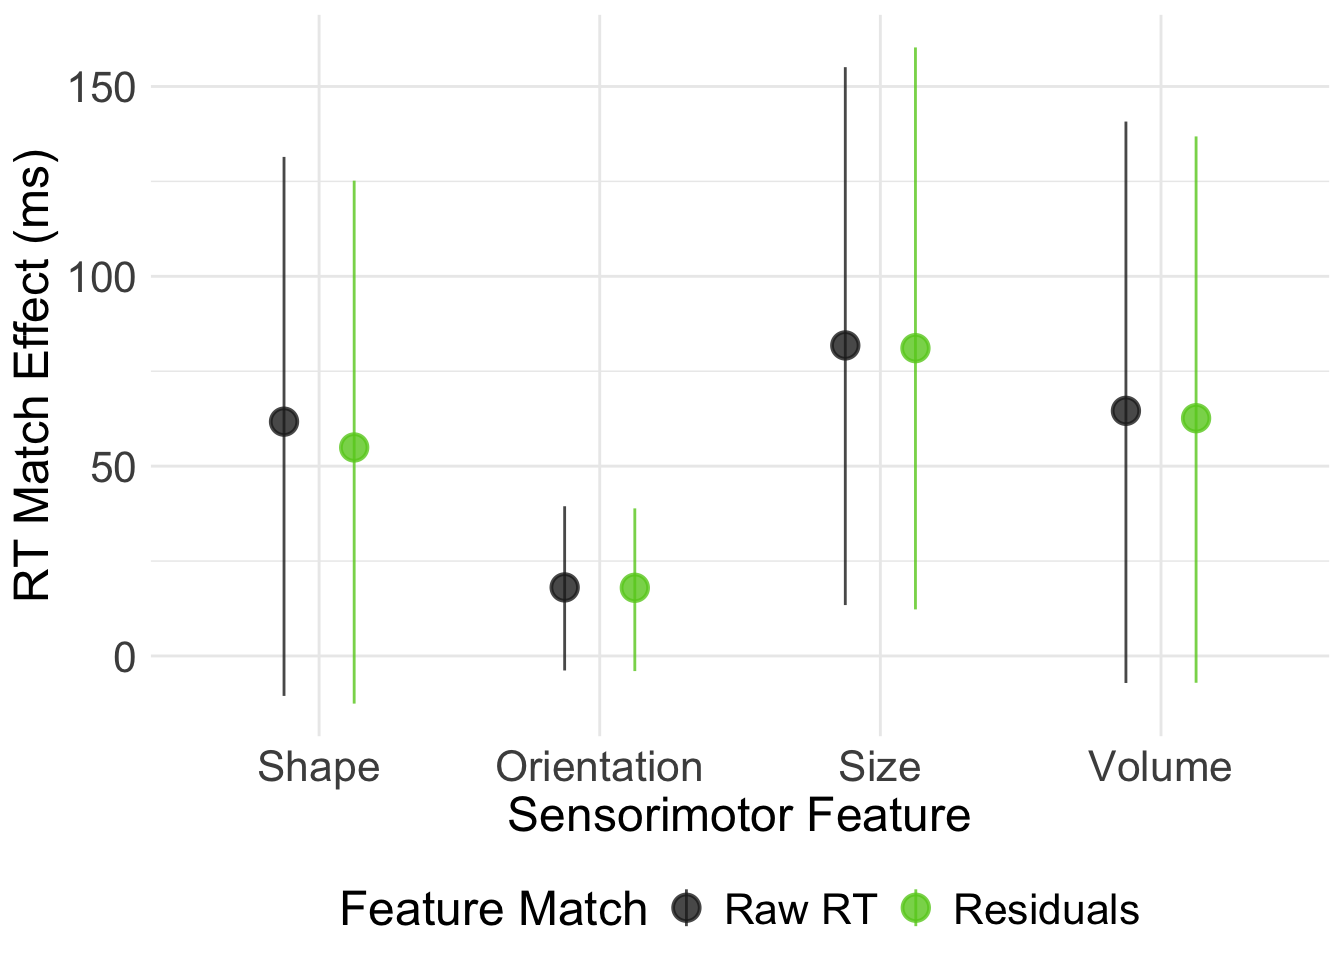 RT Match Effect (ms)
150
100
50
0
Shape Orientation Size Volume
Sensorimotor Feature
Feature Match Raw RT Residuals